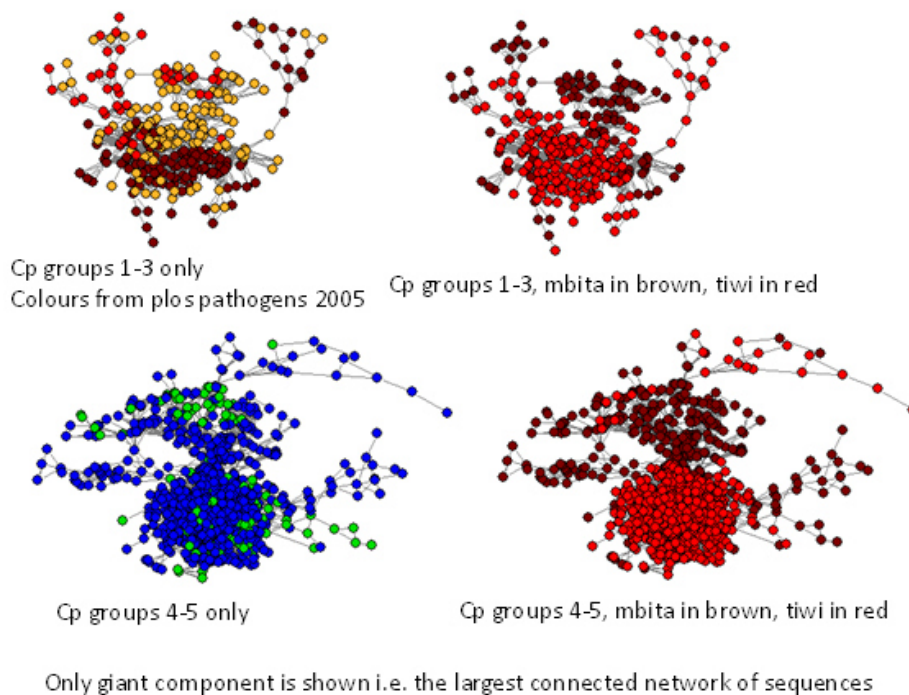 Cp groups 1-3 only
Colours from plos pathogens 2005
Cp groups 1-3, mbita in brown, tiwi in red
Cp groups 4-5 only
Cp groups 4-5, mbita in brown, tiwi in red
Only giant component is shown i.e. the largest connected network of sequences